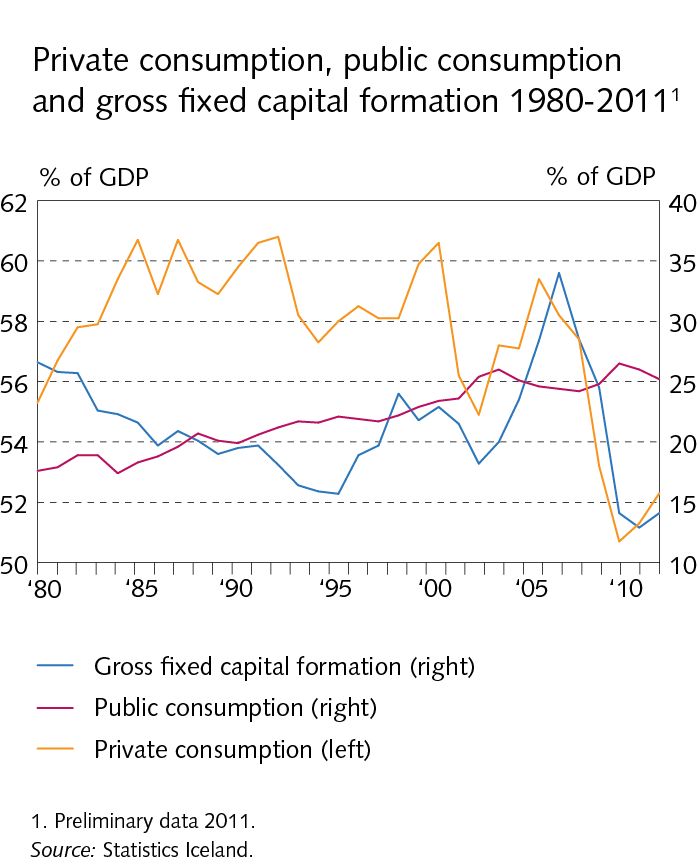 Private consumption, public consumption
and gross fixed capital formation 1980-2011¹
% of GDP
% of GDP
62
40
60
35
58
30
56
25
54
20
52
15
50
10
‘80
‘85
‘90
‘95
‘00
‘05
‘10
Gross fixed capital formation (right)
Public consumption (right)
Private consumption (left)
1. Preliminary data 2011.
Source: Statistics Iceland.